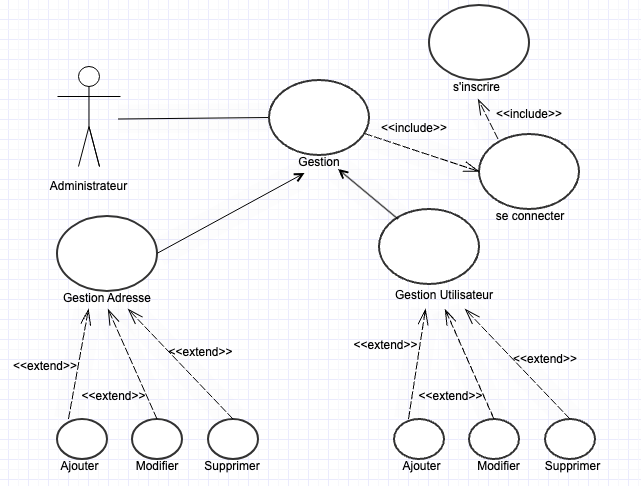 s'inscrire
<<include>>
<<include>>
Gestion
Administrateur
se connecter
Gestion Adresse
Gestion Utilisateur
<<extend>>
<<extend>>
<<extend>>
<<extend>>
<<extend>>
<<extend>>
Ajouter
Modifier
Supprimer
Ajouter
Modifier
Supprimer